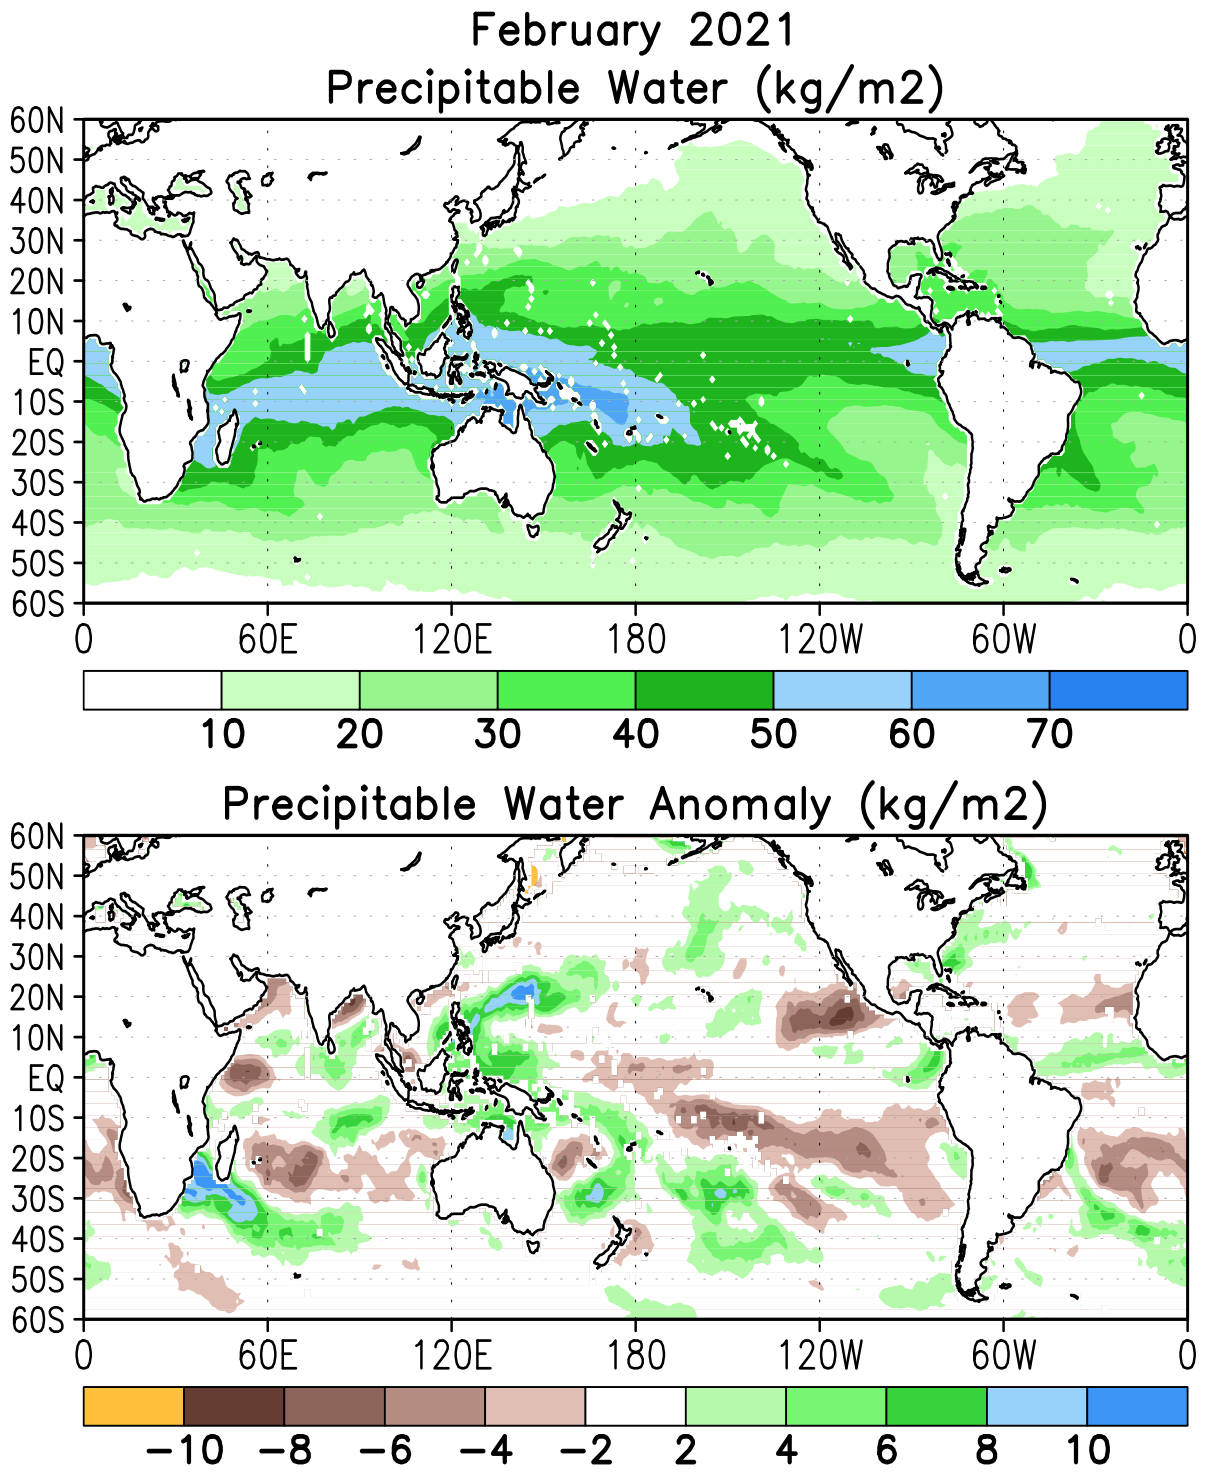 February 2021
Precipitable Water (kg/m2)
60N
50N
40N
30N
20N
10N
EQ
10S
20S
30S
40S
50S
60S
0 60E 120E 180 120W 60W 0
10 20 30 40 50 60 70
Precipitable Water Anomaly (kg/m2)
60N
50N
40N
30N
20N
10N
EQ
10S
20S
30S
40S
50S
60S
0 60E 120E 180 120W 60W 0
−10 −8 −6 −4 −2 2 4 6 8 10